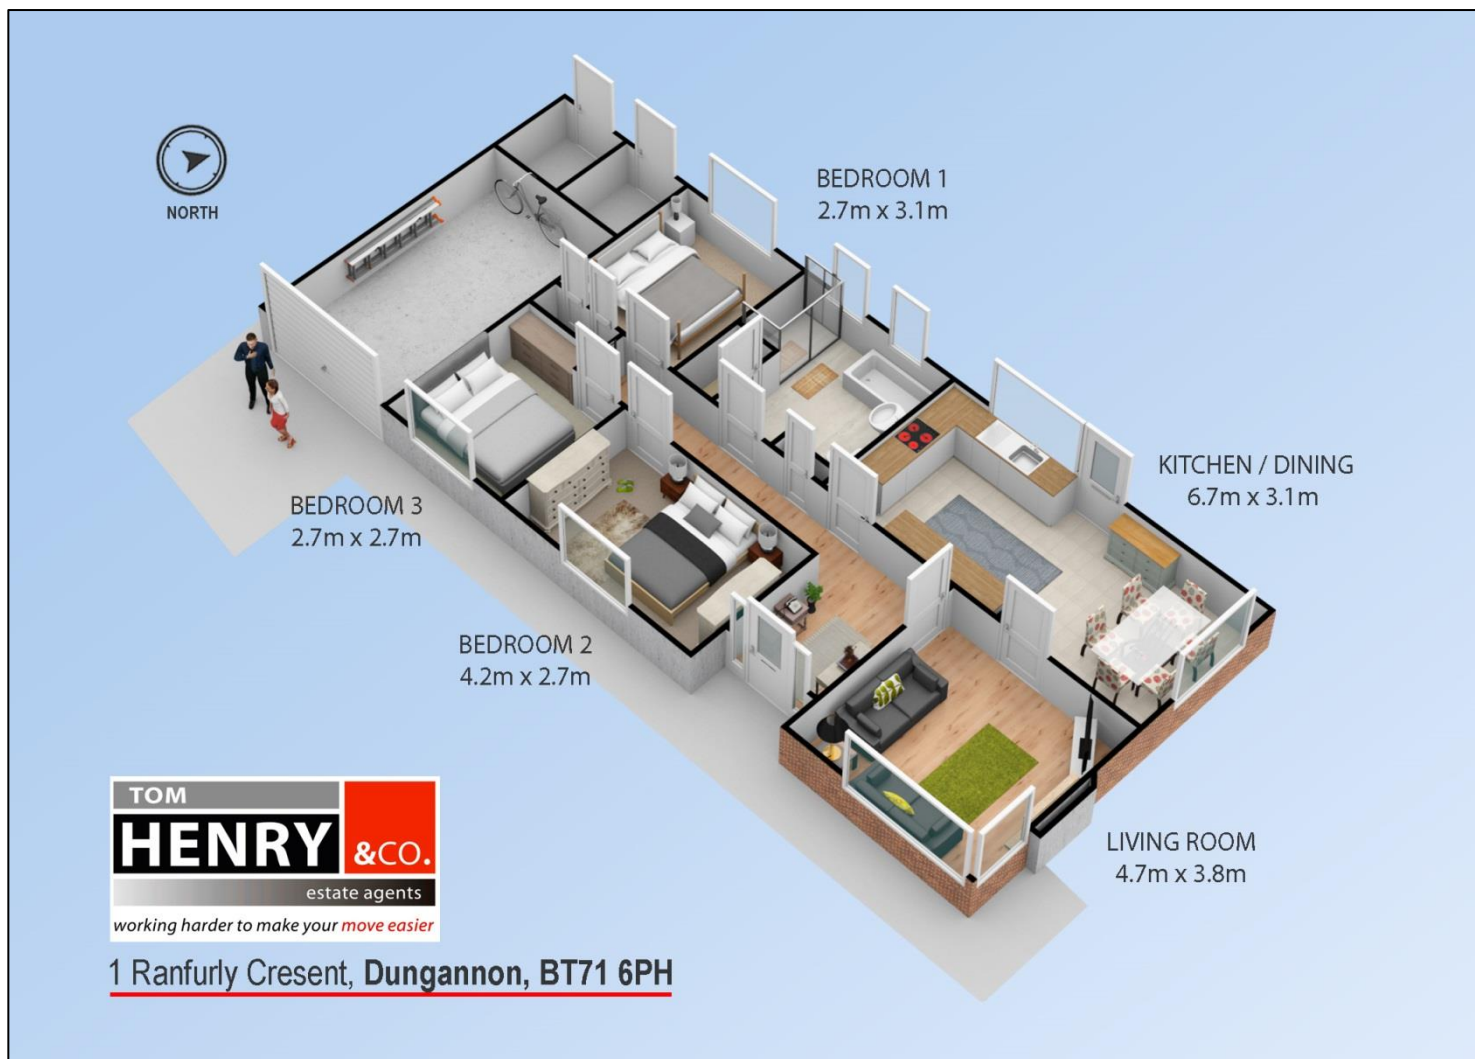 NORTH
BEDROOM 1
2.7m x 3.1m
KITCHEN / DINING
6.7m x 3.1m
BEDROOM 3
2.7m x 2.7m
BEDROOM 2
4.2m x 2.7m
LIVING ROOM
4.7m x 3.8m
TOM
HENRY &CO.
estate agents
working harder to make your move easier
1 Ranfurly Cresent, Dungannon, BT71 6PH